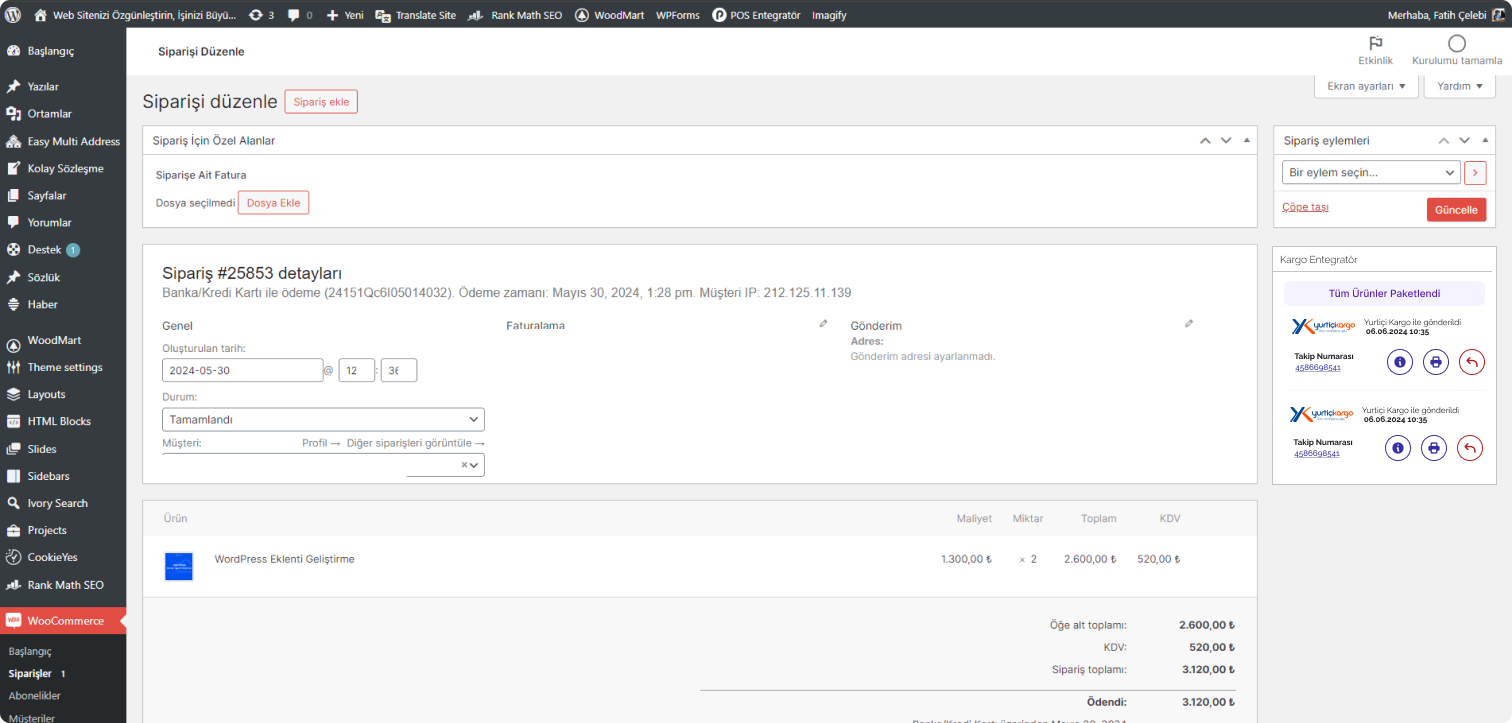 Web Sitenizi Özgünleştirin, İşinizi Büyü... 3 0 Yeni Translate Site Rank Math SEO WoodMart WPForms POS Entegratör Imagify Merhaba, Fatih Çelebi
Başlangıç
Yazılar
Ortamlar
Easy Multi Address
Kolay Sözleşme
Sayfalar
Yorumlar
Destek 1
Sözlük
Haber
WoodMart
Theme settings
Layouts
HTML Blocks
Slides
Sidebars
Ivory Search
Projects
CookieYes
Rank Math SEO
WooCommerce
Başlangıç
Siparişler 1
Abonelikler
Müşteriler
Siparişi Düzenle
Etkinlik
Kurulumu tamamla
Ekran ayarları
Yardım
Siparişi düzenle Sipariş ekle
Sipariş İçin Özel Alanlar
Siparişe Ait Fatura
Dosya seçilmedi Dosya Ekle
Sipariş #25853 detayları
Banka/Kredi Kartı ile ödeme (24151Qc6I05014032). Ödeme zamanı: Mayıs 30, 2024, 1:28 pm. Müşteri IP: 212.125.11.139
Genel
Oluşturulan tarih:
2024-05-30 @ 12 : 36
Durum:
Tamamlandı
Müşteri: Profil → Diğer siparişleri görüntüle →
×
Faturalama
Gönderim
Adres:
Gönderim adresi ayarlanmadı.
Ürün Maliyet Miktar Toplam KDV
WordPress Eklenti Geliştirme 1.300,00 ₺ × 2 2.600,00 ₺ 520,00 ₺
Öğe alt toplamı: 2.600,00 ₺
KDV: 520,00 ₺
Sipariş toplamı: 3.120,00 ₺
Ödendi: 3.120,00 ₺
Banka/Kredi Kartı üzerinden Mayıs 30, 2024
Sipariş eylemleri
Bir eylem seçin...
Çöpe taşı Güncelle
Kargo Entegratör
Tüm Ürünler Paketlendi
yurtiçikargo
Yurtiçi Kargo ile gönderildi
06.06.2024 10:35
Takip Numarası
4586698541
yurtiçikargo
Yurtiçi Kargo ile gönderildi
06.06.2024 10:35
Takip Numarası
4586698541